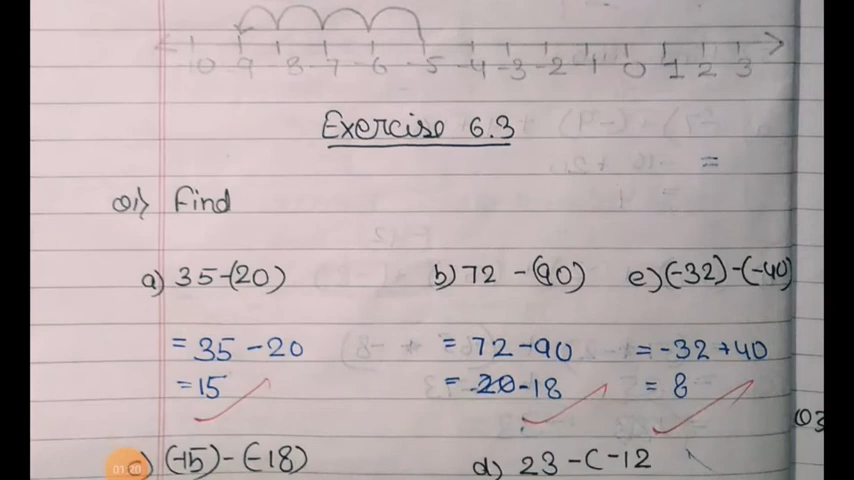 -10 -9 -8 -7 -6 -5 -4 -3 -2 -1 0 1 2 3
Exercise 6.3
Q1) Find
a) 35-(20) b) 72 - (90) e) (-32)-(-40)
= 35 - 20 = 72 - 90 = -32 + 40
= 15 = 20 - 18 = 8
Q3
c) (-15) - (-18) d) 23 - (-12
01:20